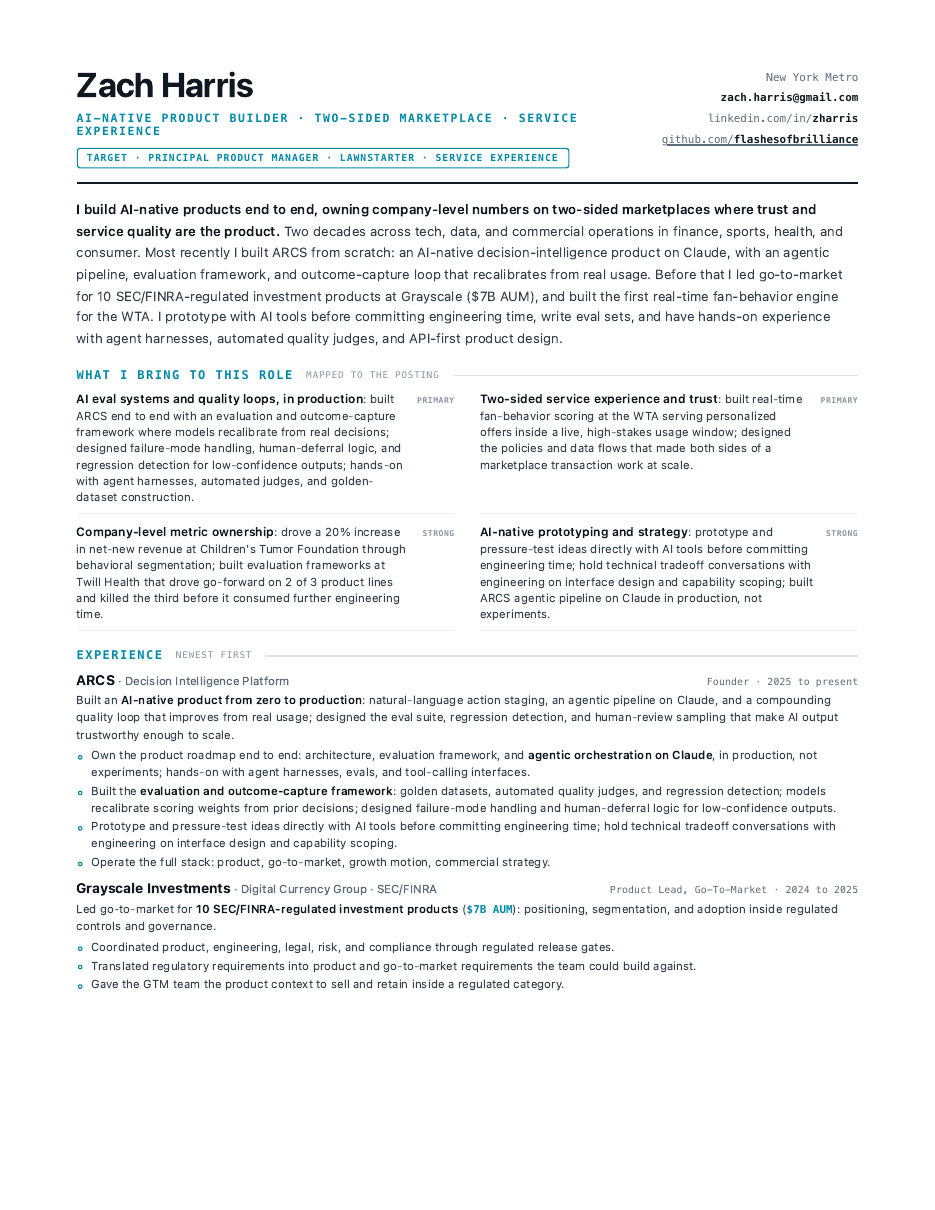 Zach Harris
AI–NATIVE PRODUCT BUILDER · TWO–SIDED MARKETPLACE · SERVICE
EXPERIENCE
TARGET · PRINCIPAL PRODUCT MANAGER · LAWNSTARTER · SERVICE EXPERIENCE
New York Metro
zach.harris@gmail.com
linkedin.com/in/zharris
github.com/flashesofbrilliance
I build AI-native products end to end, owning company-level numbers on two-sided marketplaces where trust and
service quality are the product. Two decades across tech, data, and commercial operations in finance, sports, health, and
consumer. Most recently I built ARCS from scratch: an AI-native decision-intelligence product on Claude, with an agentic
pipeline, evaluation framework, and outcome-capture loop that recalibrates from real usage. Before that I led go-to-market
for 10 SEC/FINRA-regulated investment products at Grayscale ($7B AUM), and built the first real-time fan-behavior engine
for the WTA. I prototype with AI tools before committing engineering time, write eval sets, and have hands-on experience
with agent harnesses, automated quality judges, and API-first product design.
WHAT I BRING TO THIS ROLE MAPPED TO THE POSTING
AI eval systems and quality loops, in production: built PRIMARY
ARCS end to end with an evaluation and outcome-capture
framework where models recalibrate from real decisions;
designed failure-mode handling, human-deferral logic, and
regression detection for low-confidence outputs; hands-on
with agent harnesses, automated judges, and golden-
dataset construction.
Two-sided service experience and trust: built real-time PRIMARY
fan-behavior scoring at the WTA serving personalized
offers inside a live, high-stakes usage window; designed
the policies and data flows that made both sides of a
marketplace transaction work at scale.
Company-level metric ownership: drove a 20% increase STRONG
in net-new revenue at Children's Tumor Foundation through
behavioral segmentation; built evaluation frameworks at
Twill Health that drove go-forward on 2 of 3 product lines
and killed the third before it consumed further engineering
time.
AI-native prototyping and strategy: prototype and STRONG
pressure-test ideas directly with AI tools before committing
engineering time; hold technical tradeoff conversations with
engineering on interface design and capability scoping; built
ARCS agentic pipeline on Claude in production, not
experiments.
EXPERIENCE NEWEST FIRST
ARCS · Decision Intelligence Platform Founder · 2025 to present
Built an AI-native product from zero to production: natural-language action staging, an agentic pipeline on Claude, and a compounding
quality loop that improves from real usage; designed the eval suite, regression detection, and human-review sampling that make AI output
trustworthy enough to scale.
Own the product roadmap end to end: architecture, evaluation framework, and agentic orchestration on Claude, in production, not
experiments; hands-on with agent harnesses, evals, and tool-calling interfaces.
Built the evaluation and outcome-capture framework: golden datasets, automated quality judges, and regression detection; models
recalibrate scoring weights from prior decisions; designed failure-mode handling and human-deferral logic for low-confidence outputs.
Prototype and pressure-test ideas directly with AI tools before committing engineering time; hold technical tradeoff conversations with
engineering on interface design and capability scoping.
Operate the full stack: product, go-to-market, growth motion, commercial strategy.
Grayscale Investments · Digital Currency Group · SEC/FINRA Product Lead, Go–To–Market · 2024 to 2025
Led go-to-market for 10 SEC/FINRA-regulated investment products ($7B AUM): positioning, segmentation, and adoption inside regulated
controls and governance.
Coordinated product, engineering, legal, risk, and compliance through regulated release gates.
Translated regulatory requirements into product and go-to-market requirements the team could build against.
Gave the GTM team the product context to sell and retain inside a regulated category.